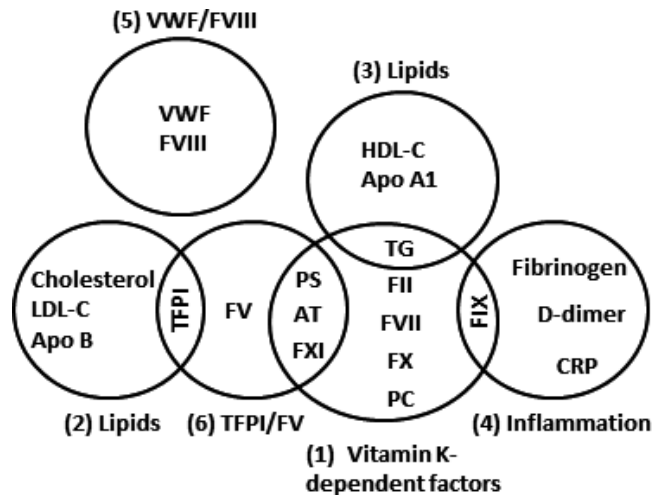 (5) VWF/FVIII
VWF
FVIII
(3) Lipids
HDL-C
Apo A1
Cholesterol
LDL-C
Apo B
TFPI
FV
PS
AT
FXI
TG
FII
FVII
FX
PC
FIX
Fibrinogen
D-dimer
CRP
(2) Lipids
(6) TFPI/FV
(1) Vitamin K-
dependent factors
(4) Inflammation